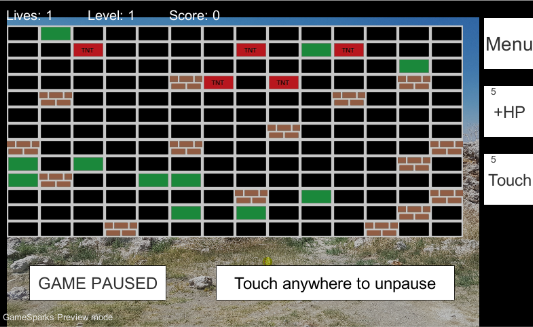 Lives: 1 Level: 1 Score: 0
Menu
TNT TNT TNT
TNT TNT
5
+HP
5
Touch
GAME PAUSED Touch anywhere to unpause
GameSparks Preview mode